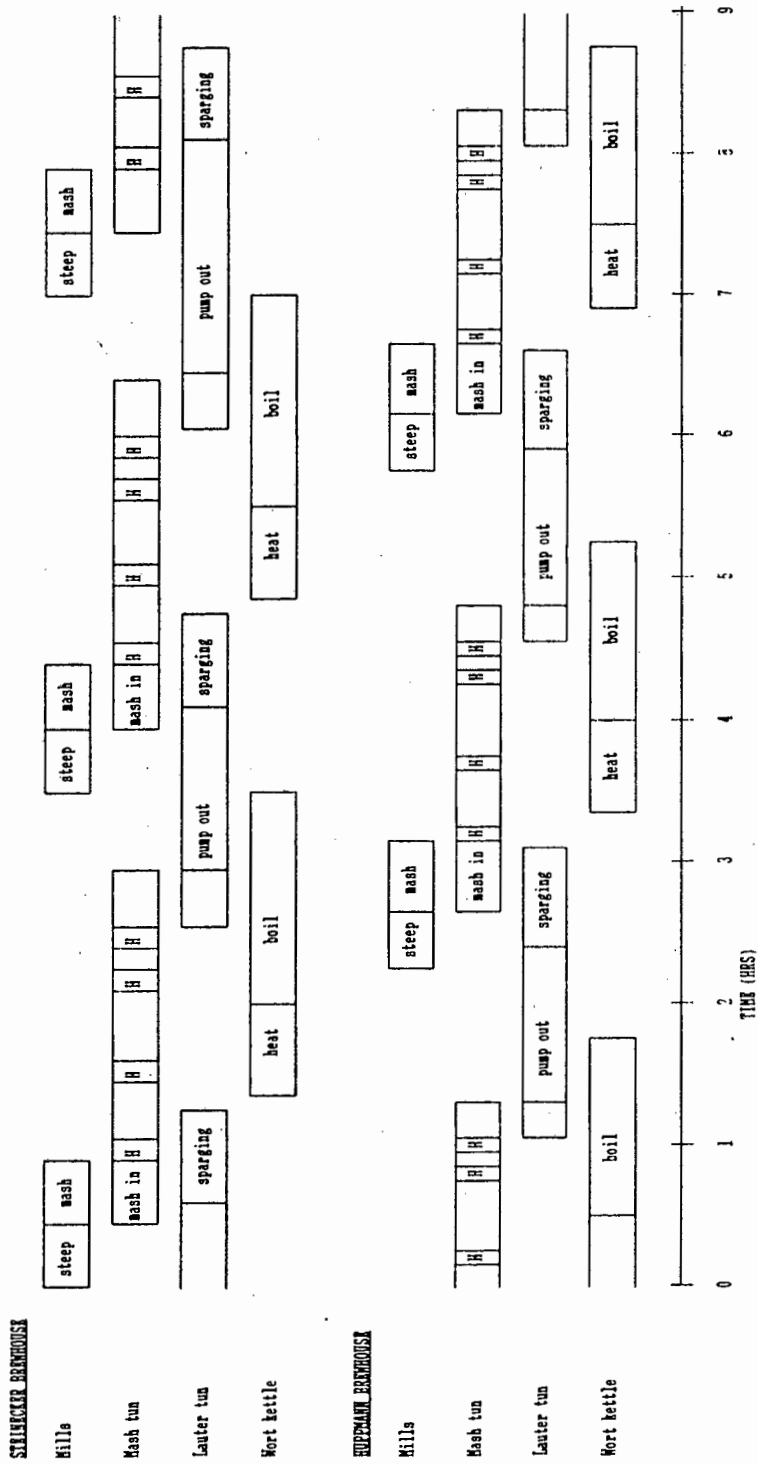 STEINECKER BREWHOUSE
Mills steep mash steep mash steep mash
Mash tun mash in H H H H mash in H H H H H H
Lauter tun sparging pump out sparging pump out sparging
Wort kettle heat boil heat boil
HUPPMANN BREWHOUSE
Mills steep mash steep mash
Mash tun H H H mash in H H H H mash in H H H H
Lauter tun pump out sparging pump out sparging
Wort kettle boil heat boil heat boil
0 1 2 3 4 5 6 7 8 9
TIME (HRS)